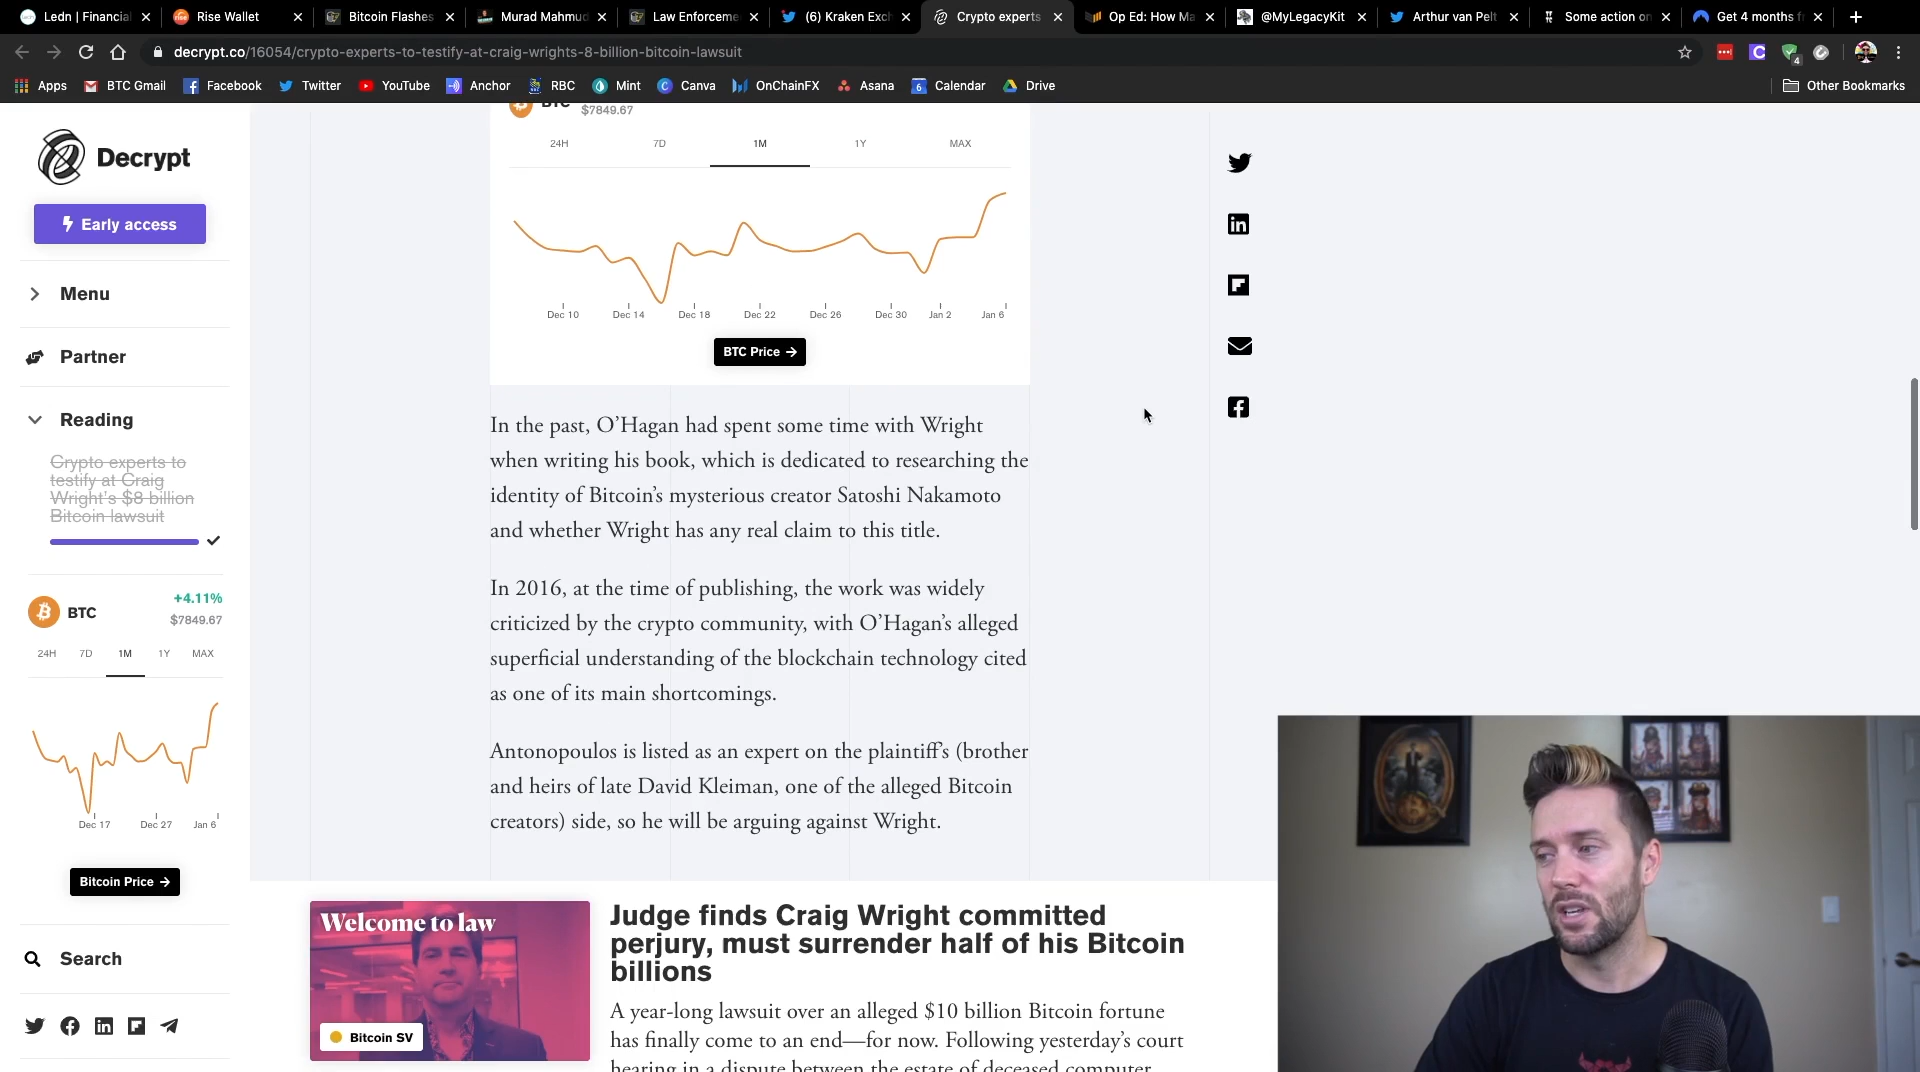 Ledn | Financial
Rise Wallet
Bitcoin Flashes
Murad Mahmud
Law Enforceme
(6) Kraken Exch
Crypto experts
Op Ed: How Ma
@MyLegacyKit
Arthur van Pelt
Some action on
Get 4 months f
decrypt.co/16054/crypto-experts-to-testify-at-craig-wrights-8-billion-bitcoin-lawsuit
Apps
BTC Gmail
Facebook
Twitter
YouTube
Anchor
RBC
Mint
Canva
OnChainFX
Asana
Calendar
Drive
Other Bookmarks
Decrypt
Early access
Menu
Partner
Reading
Crypto experts to
testify at Craig
Wright's $8 billion
Bitcoin lawsuit
BTC
+4.11%
$7849.67
24H 7D 1M 1Y MAX
Dec 17 Dec 27 Jan 6
Bitcoin Price →
Search
BTC
$7849.67
24H 7D 1M 1Y MAX
Dec 10 Dec 14 Dec 18 Dec 22 Dec 26 Dec 30 Jan 2 Jan 6
BTC Price →
In the past, O’Hagan had spent some time with Wright
when writing his book, which is dedicated to researching the
identity of Bitcoin’s mysterious creator Satoshi Nakamoto
and whether Wright has any real claim to this title.
In 2016, at the time of publishing, the work was widely
criticized by the crypto community, with O’Hagan’s alleged
superficial understanding of the blockchain technology cited
as one of its main shortcomings.
Antonopoulos is listed as an expert on the plaintiff’s (brother
and heirs of late David Kleiman, one of the alleged Bitcoin
creators) side, so he will be arguing against Wright.
Welcome to law
Bitcoin SV
Judge finds Craig Wright committed
perjury, must surrender half of his Bitcoin
billions
A year-long lawsuit over an alleged $10 billion Bitcoin fortune
has finally come to an end—for now. Following yesterday’s court
hearing in a dispute between the estate of deceased computer